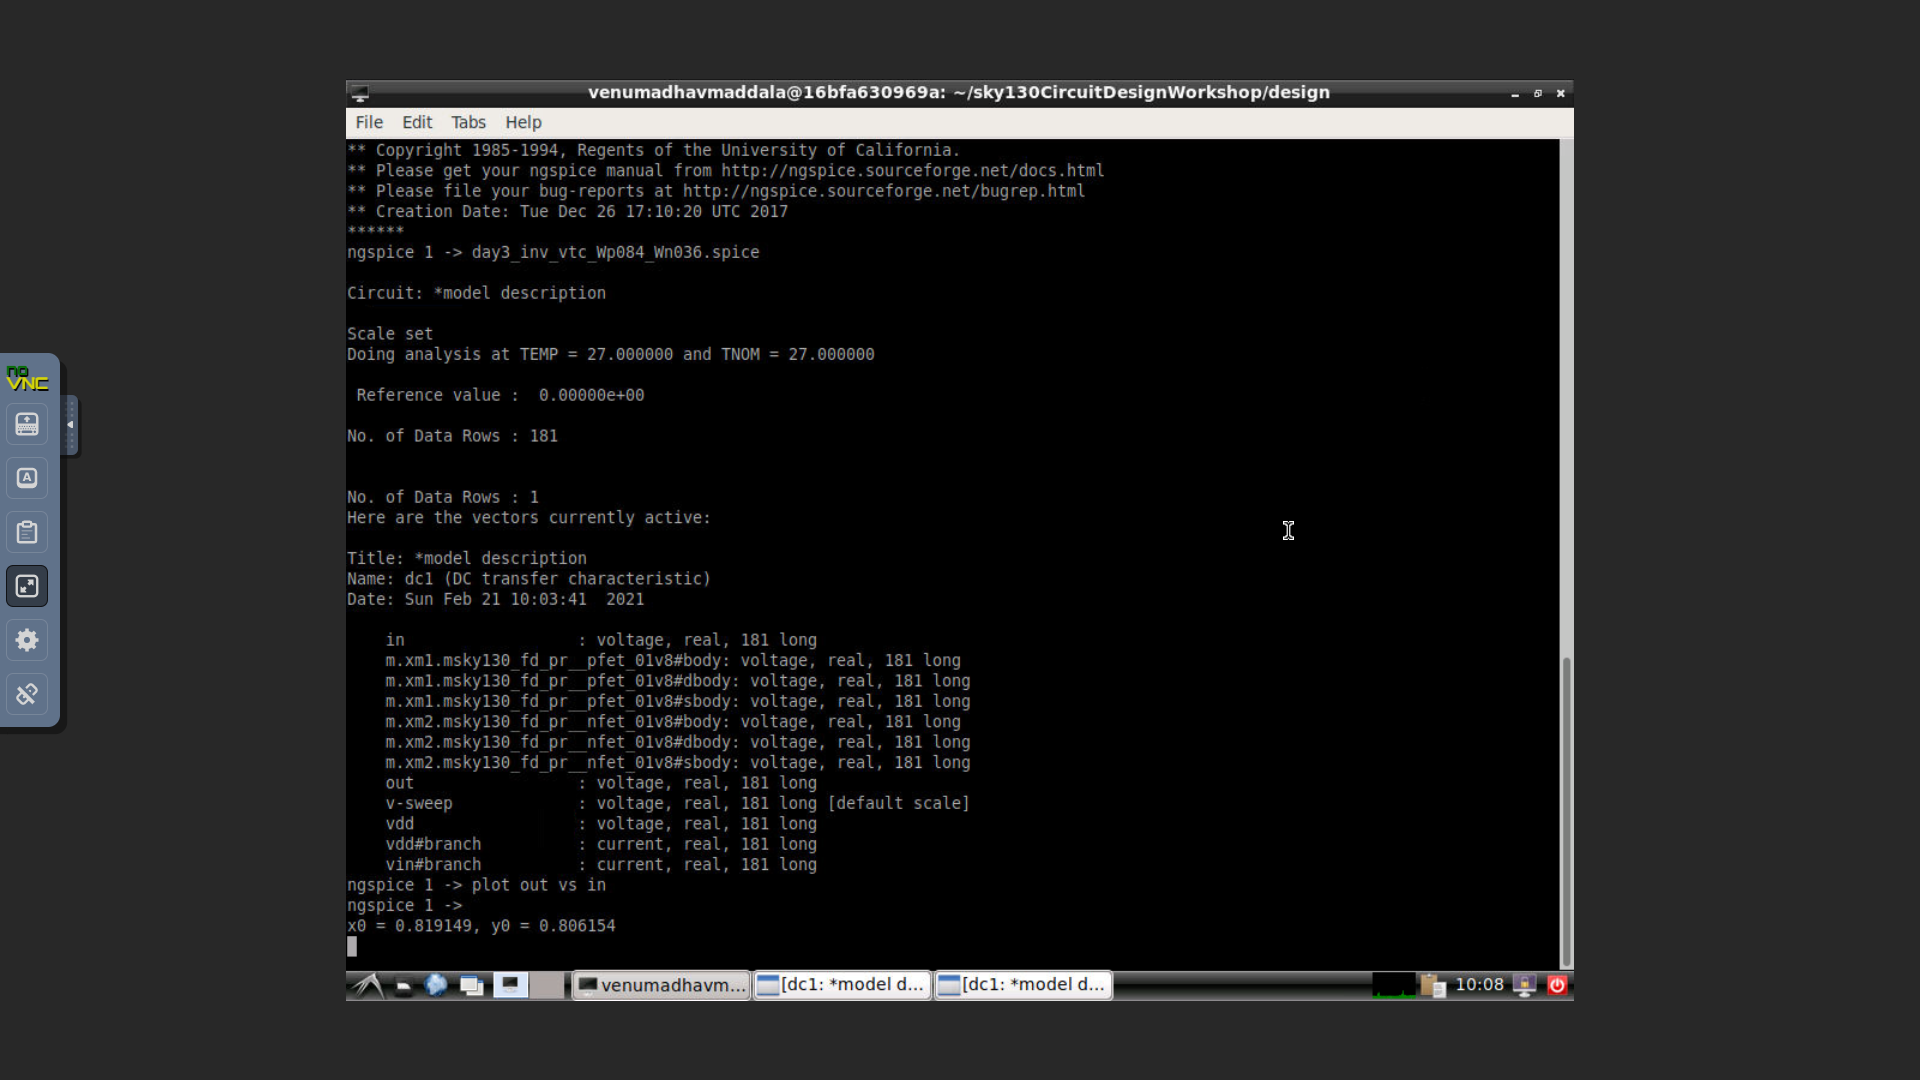 venumadhavmaddala@16bfa630969a: ~/sky130CircuitDesignWorkshop/design
File Edit Tabs Help
** Copyright 1985-1994, Regents of the University of California.
** Please get your ngspice manual from http://ngspice.sourceforge.net/docs.html
** Please file your bug-reports at http://ngspice.sourceforge.net/bugrep.html
** Creation Date: Tue Dec 26 17:10:20 UTC 2017
******
ngspice 1 -> day3_inv_vtc_Wp084_Wn036.spice
Circuit: *model description
Scale set
Doing analysis at TEMP = 27.000000 and TNOM = 27.000000
Reference value :  0.00000e+00
No. of Data Rows : 181
No. of Data Rows : 1
Here are the vectors currently active:
Title: *model description
Name: dc1 (DC transfer characteristic)
Date: Sun Feb 21 10:03:41  2021
in                  : voltage, real, 181 long
m.xm1.msky130_fd_pr__pfet_01v8#body: voltage, real, 181 long
m.xm1.msky130_fd_pr__pfet_01v8#dbody: voltage, real, 181 long
m.xm1.msky130_fd_pr__pfet_01v8#sbody: voltage, real, 181 long
m.xm2.msky130_fd_pr__nfet_01v8#body: voltage, real, 181 long
m.xm2.msky130_fd_pr__nfet_01v8#dbody: voltage, real, 181 long
m.xm2.msky130_fd_pr__nfet_01v8#sbody: voltage, real, 181 long
out                 : voltage, real, 181 long
v-sweep             : voltage, real, 181 long [default scale]
vdd                 : voltage, real, 181 long
vdd#branch          : current, real, 181 long
vin#branch          : current, real, 181 long
ngspice 1 -> plot out vs in
ngspice 1 ->
x0 = 0.819149, y0 = 0.806154
no
VNC
A
venumadhavm... [dc1: *model d... [dc1: *model d... 10:08